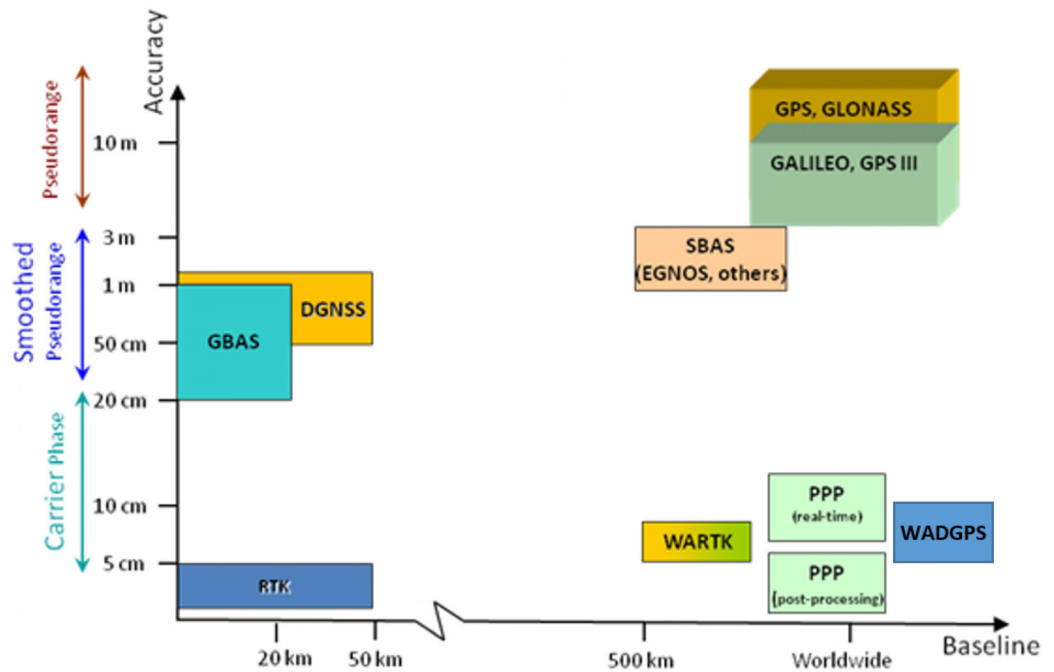 Accuracy
Pseudorange
Smoothed
Pseudorange
Carrier Phase
10 m
3 m
1 m
50 cm
20 cm
10 cm
5 cm
GPS, GLONASS
GALILEO, GPS III
SBAS
(EGNOS, others)
DGNSS
GBAS
PPP
(real-time)
WADGPS
WARTK
PPP
(post-processing)
RTK
20 km
50 km
500 km
Worldwide
Baseline